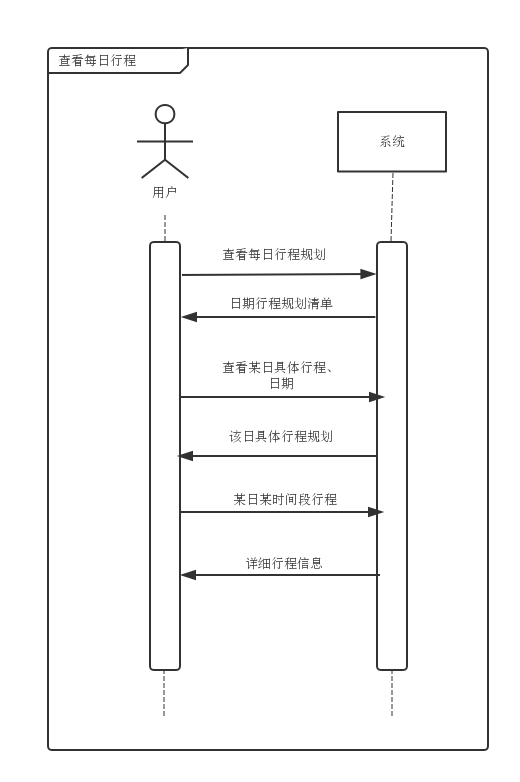 查看每日行程
系统
用户
查看每日行程规划
日期行程规划清单
查看某日具体行程、
日期
该日具体行程规划
某日某时间段行程
详细行程信息